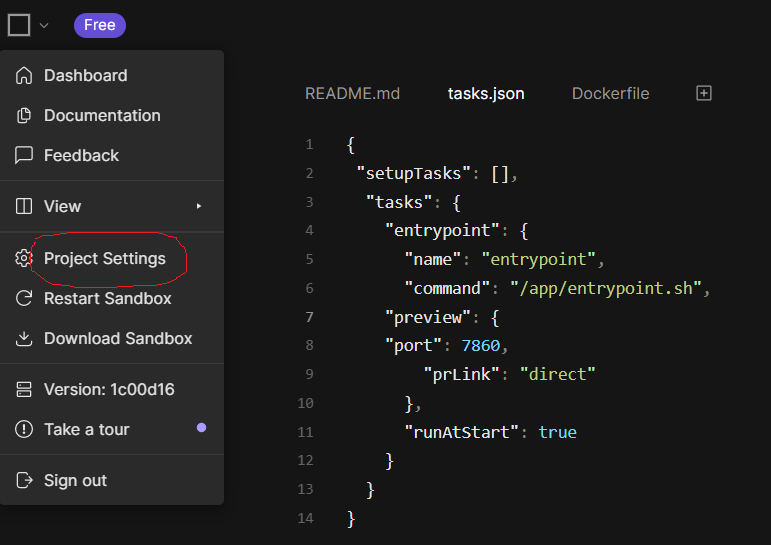 Free
Dashboard
Documentation
Feedback
View
Project Settings
Restart Sandbox
Download Sandbox
Version: 1c00d16
Take a tour
Sign out
README.md tasks.json Dockerfile
1 {
2 "setupTasks": [],
3 "tasks": {
4 "entrypoint": {
5 "name": "entrypoint",
6 "command": "/app/entrypoint.sh",
7 "preview": {
8 "port": 7860,
9 "prLink": "direct"
10 },
11 "runAtStart": true
12 }
13 }
14 }